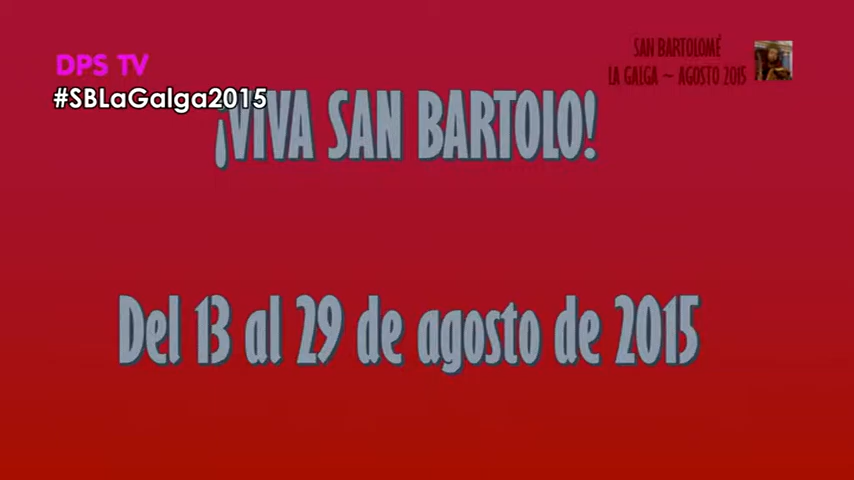 DPS TV
#SBLaGalga2015
SAN BARTOLOMÉ
LA GALGA ~ AGOSTO 2015
¡VIVA SAN BARTOLO!
Del 13 al 29 de agosto de 2015